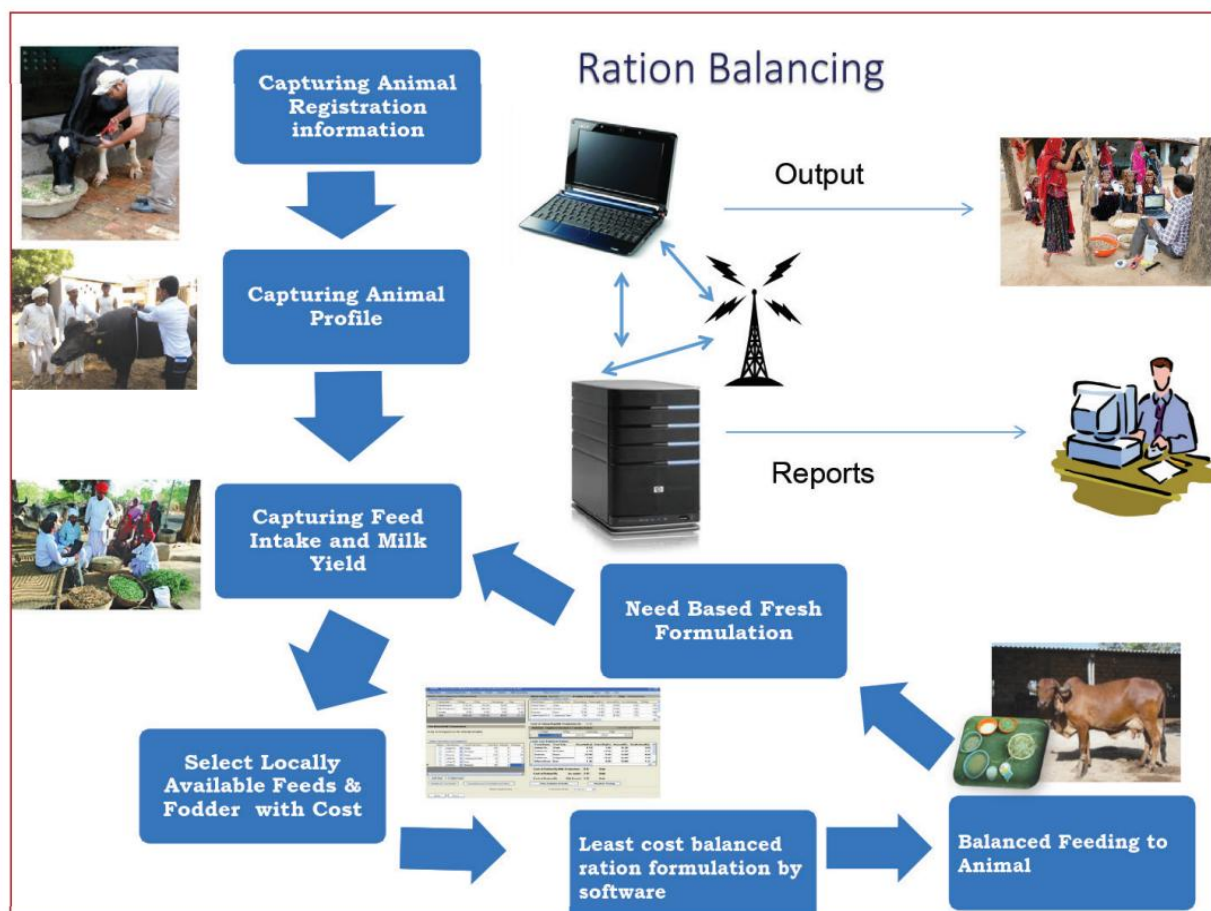 Ration Balancing
Capturing Animal
Registration
information
Capturing Animal
Profile
Capturing Feed
Intake and Milk
Yield
Select Locally
Available Feeds &
Fodder with Cost
Least cost balanced
ration formulation by
software
Balanced Feeding to
Animal
Need Based Fresh
Formulation
Output
Reports